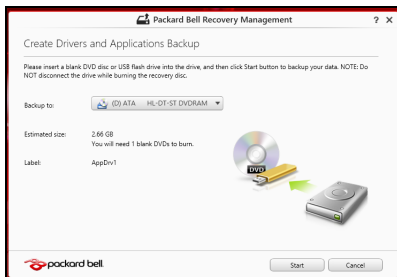 Packard Bell Recovery Management
? X
Create Drivers and Applications Backup
Please insert a blank DVD disc or USB flash drive into the drive, and then click Start button to backup your data. NOTE: Do
NOT disconnect the drive while burning the recovery disc.
Backup to:
(D) ATA HL-DT-ST DVDRAM
Estimated size:
2.66 GB
You will need 1 blank DVDs to burn.
Label:
AppDrv1
DVD
packard bell.
Start
Cancel